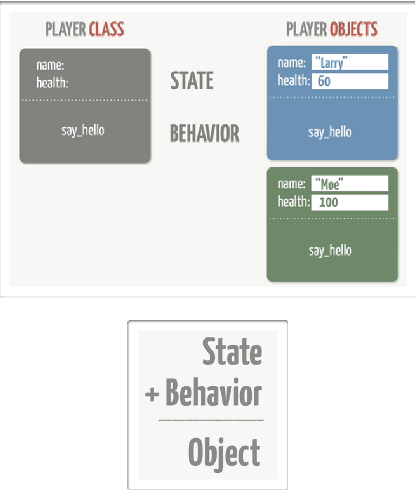 PLAYER CLASS
name:
health:
say_hello
STATE
BEHAVIOR
PLAYER OBJECTS
name: "Larry"
health: 60
say_hello
name: "Moe"
health: 100
say_hello
State
+ Behavior
Object